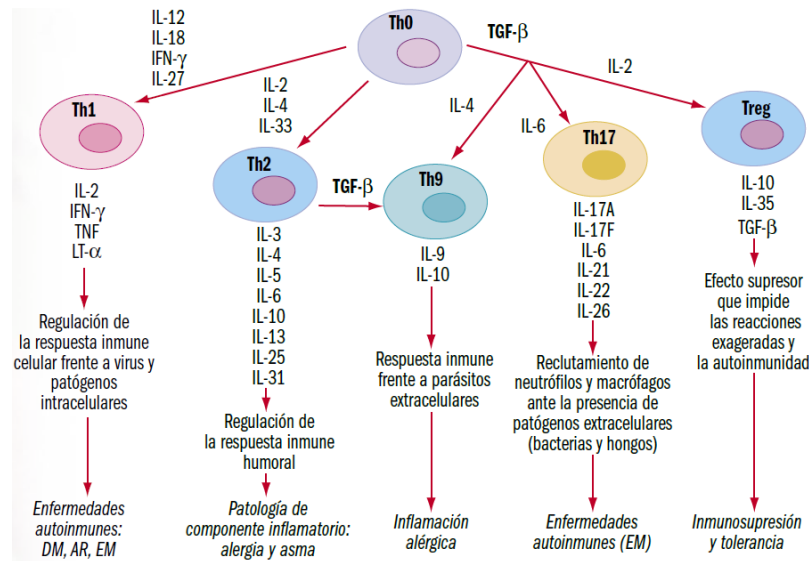 Th0
IL-12
IL-18
IFN-γ
IL-27
TGF-β
IL-2
IL-4
IL-33
IL-4
IL-6
IL-2
Th1
Th2
TGF-β
Th9
Th17
Treg
IL-2
IFN-γ
TNF
LT-α
Regulación de
la respuesta inmune
celular frente a virus y
patógenos
intracelulares
Enfermedades
autoinmunes:
DM, AR, EM
IL-3
IL-4
IL-5
IL-6
IL-10
IL-13
IL-25
IL-31
Regulación de
la respuesta inmune
humoral
Patología de
componente inflamatorio:
alergia y asma
IL-9
IL-10
Respuesta inmune
frente a parásitos
extracelulares
Inflamación
alérgica
IL-17A
IL-17F
IL-6
IL-21
IL-22
IL-26
Reclutamiento de
neutrófilos y macrófagos
ante la presencia de
patógenos extracelulares
(bacterias y hongos)
Enfermedades
autoinmunes (EM)
IL-10
IL-35
TGF-β
Efecto supresor
que impide
las reacciones
exageradas y
la autoinmunidad
Inmunosupresión
y tolerancia